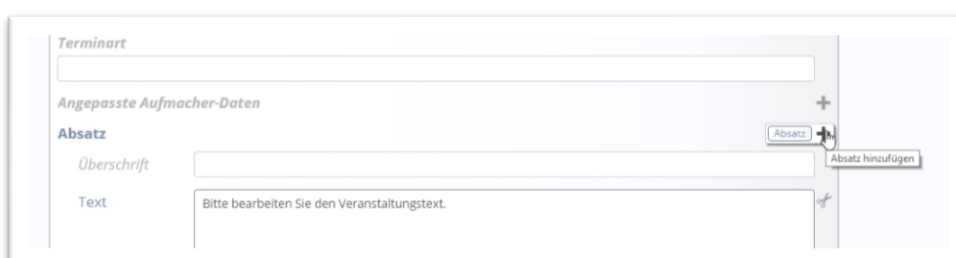 Terminart
Angepasste Aufmacher-Daten
Absatz
Absatz
Absatz hinzufügen
Überschrift
Text
Bitte bearbeiten Sie den Veranstaltungstext.